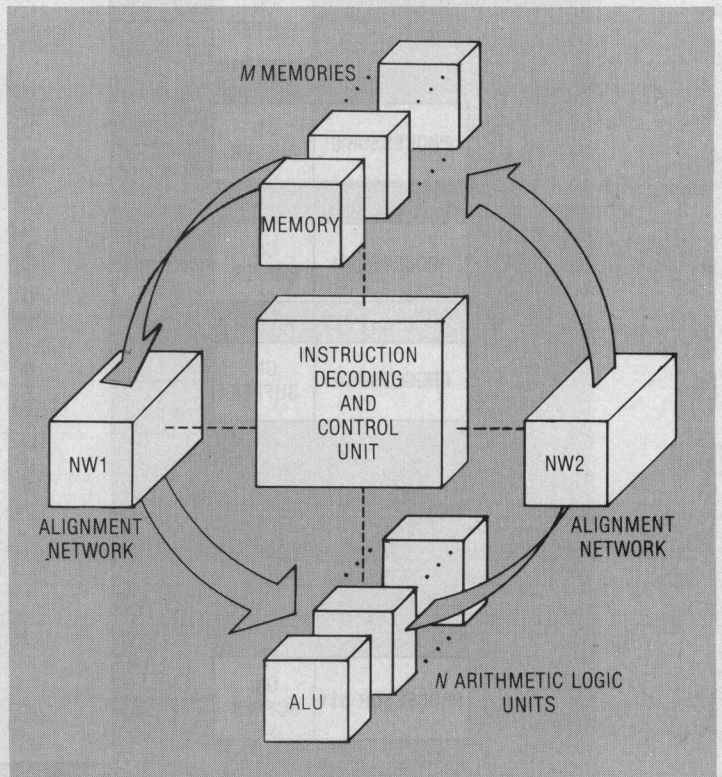 M MEMORIES
MEMORY
INSTRUCTION
DECODING
AND
CONTROL
UNIT
NW1
NW2
ALIGNMENT
NETWORK
ALIGNMENT
NETWORK
ALU
N ARITHMETIC LOGIC
UNITS